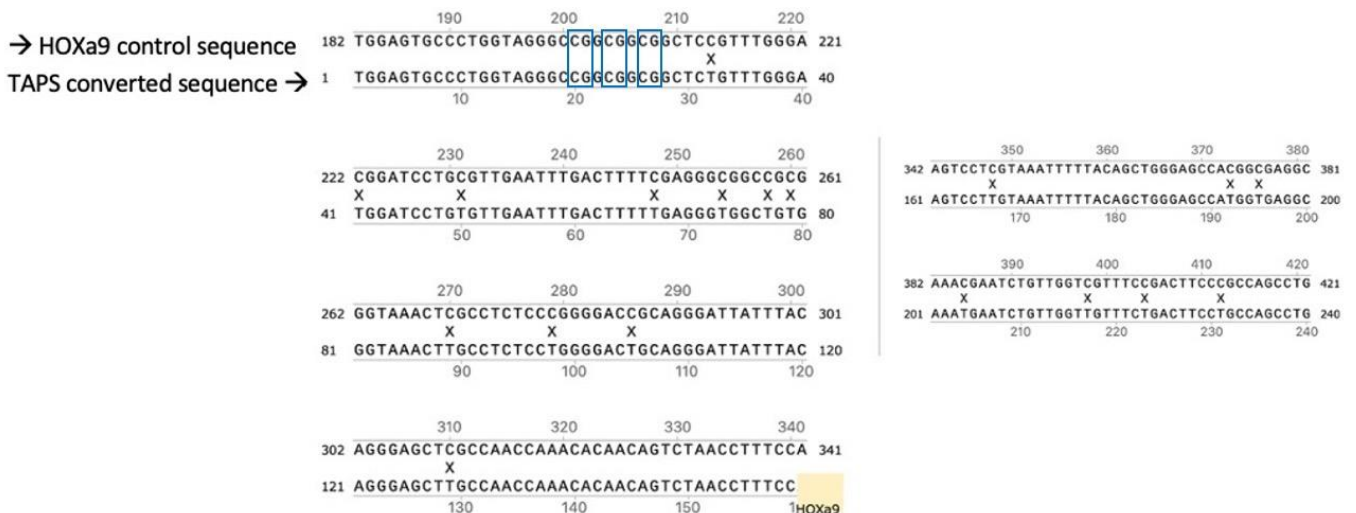 190 200 210 220
→ HOXa9 control sequence 182 TGGAGTGCCCTGGTAGGGCCGGCGGCGGCTCCGTTTGGGA 221
X
TAPS converted sequence → 1 TGGAGTGCCCTGGTAGGGCCGGCGGCGGCTCTGTTTGGGA 40
10 20 30 40
230 240 250 260
222 CGGATCCTGCGTTGAATTTGACTTTTCGAGGGCGGCCGCG 261
X X X X X X
41 TGGATCCTGTGTTGAATTTGACTTTTTGAGGGTGGCTGTG 80
50 60 70 80
270 280 290 300
262 GGTAAACTCGCCTCTCCCGGGGACCGCAGGGATTATTTAC 301
X X X
81 GGTAAACTTGCCTCTCCTGGGGACTGCAGGGATTATTTAC 120
90 100 110 120
310 320 330 340
302 AGGGAGCTCGCCAACCAAACACAACAGTCTAACCTTTCCA 341
X
121 AGGGAGCTTGCCAACCAAACACAACAGTCTAACCTTTCC
130 140 150
HOXa9
350 360 370 380
342 AGTCCTCGTAAATTTTTACAGCTGGGAGCCACGGCGAGGC 381
X X X
161 AGTCCTTGTAAATTTTTACAGCTGGGAGCCATGGTGAGGC 200
170 180 190 200
390 400 410 420
382 AAACGAATCTGTTGGTCGTTTCCGACTTCCCGCCAGCCTG 421
X X X X
201 AAATGAATCTGTTGGTTGTTTCTGACTTCCTGCCAGCCTG 240
210 220 230 240